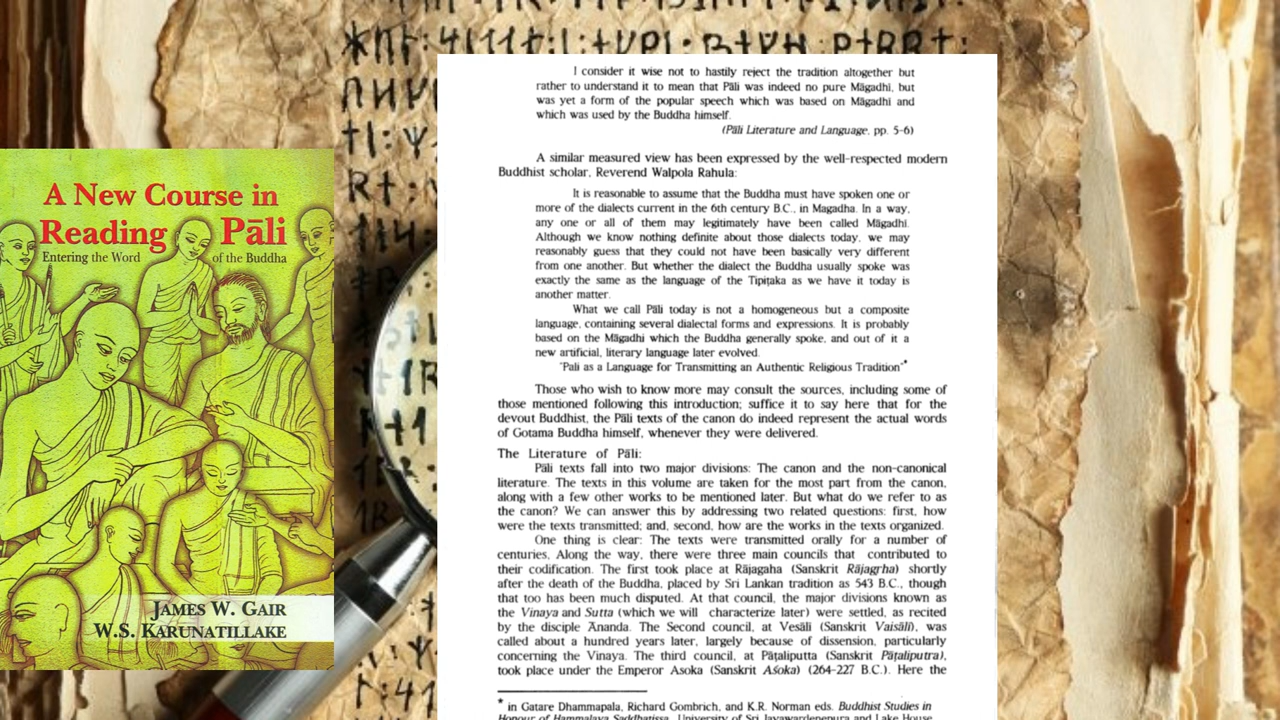 A New Course in
Reading Pāli
Entering the Word of the Buddha
JAMES W. GAIR
W.S. KARUNATILLAKE
I consider it wise not to hastily reject the tradition altogether but
rather to understand it to mean that Pāli was indeed no pure Māgadhi, but
was yet a form of the popular speech which was based on Māgadhi and
which was used by the Buddha himself.
(Pāli Literature and Language, pp. 5-6)
A similar measured view has been expressed by the well-respected modern
Buddhist scholar, Reverend Walpola Rahula:
It is reasonable to assume that the Buddha must have spoken one or
more of the dialects current in the 6th century B.C., in Magadha. In a way,
any one or all of them may legitimately have been called Māgadhi.
Although we know nothing definite about those dialects today, we may
reasonably guess that they could not have been basically very different
from one another. But whether the dialect the Buddha usually spoke was
exactly the same as the language of the Tipiṭaka as we have it today is
another matter.
What we call Pāli today is not a homogeneous but a composite
language, containing several dialectal forms and expressions. It is probably
based on the Māgadhi which the Buddha generally spoke, and out of it a
new artificial, literary language later evolved.
"Pali as a Language for Transmitting an Authentic Religious Tradition"*
Those who wish to know more may consult the sources, including some of
those mentioned following this introduction; suffice it to say here that for the
devout Buddhist, the Pāli texts of the canon do indeed represent the actual words
of Gotama Buddha himself, whenever they were delivered.
The Literature of Pāli:
Pāli texts fall into two major divisions: The canon and the non-canonical
literature. The texts in this volume are taken for the most part from the canon,
along with a few other works to be mentioned later. But what do we refer to as
the canon? We can answer this by addressing two related questions: first, how
were the texts transmitted; and, second, how are the works in the texts organized.
One thing is clear: The texts were transmitted orally for a number of
centuries. Along the way, there were three main councils that contributed to
their codification. The first took place at Rājagaha (Sanskrit Rājagṛha) shortly
after the death of the Buddha, placed by Sri Lankan tradition as 543 B.C., though
that too has been much disputed. At that council, the major divisions known as
the Vinaya and Sutta (which we will characterize later) were settled, as recited
by the disciple Ānanda. The Second council, at Vesāli (Sanskrit Vaisāli), was
called about a hundred years later, largely because of dissension, particularly
concerning the Vinaya. The third council, at Pāṭaliputta (Sanskrit Pāṭaliputra),
took place under the Emperor Asoka (Sanskrit Aśoka) (264-227 B.C.). Here the
* in Gatare Dhammapala, Richard Gombrich, and K.R. Norman eds. Buddhist Studies in
Honour of Hammalava Saddhatissa, University of Sri Jayawardenepura and Lake House